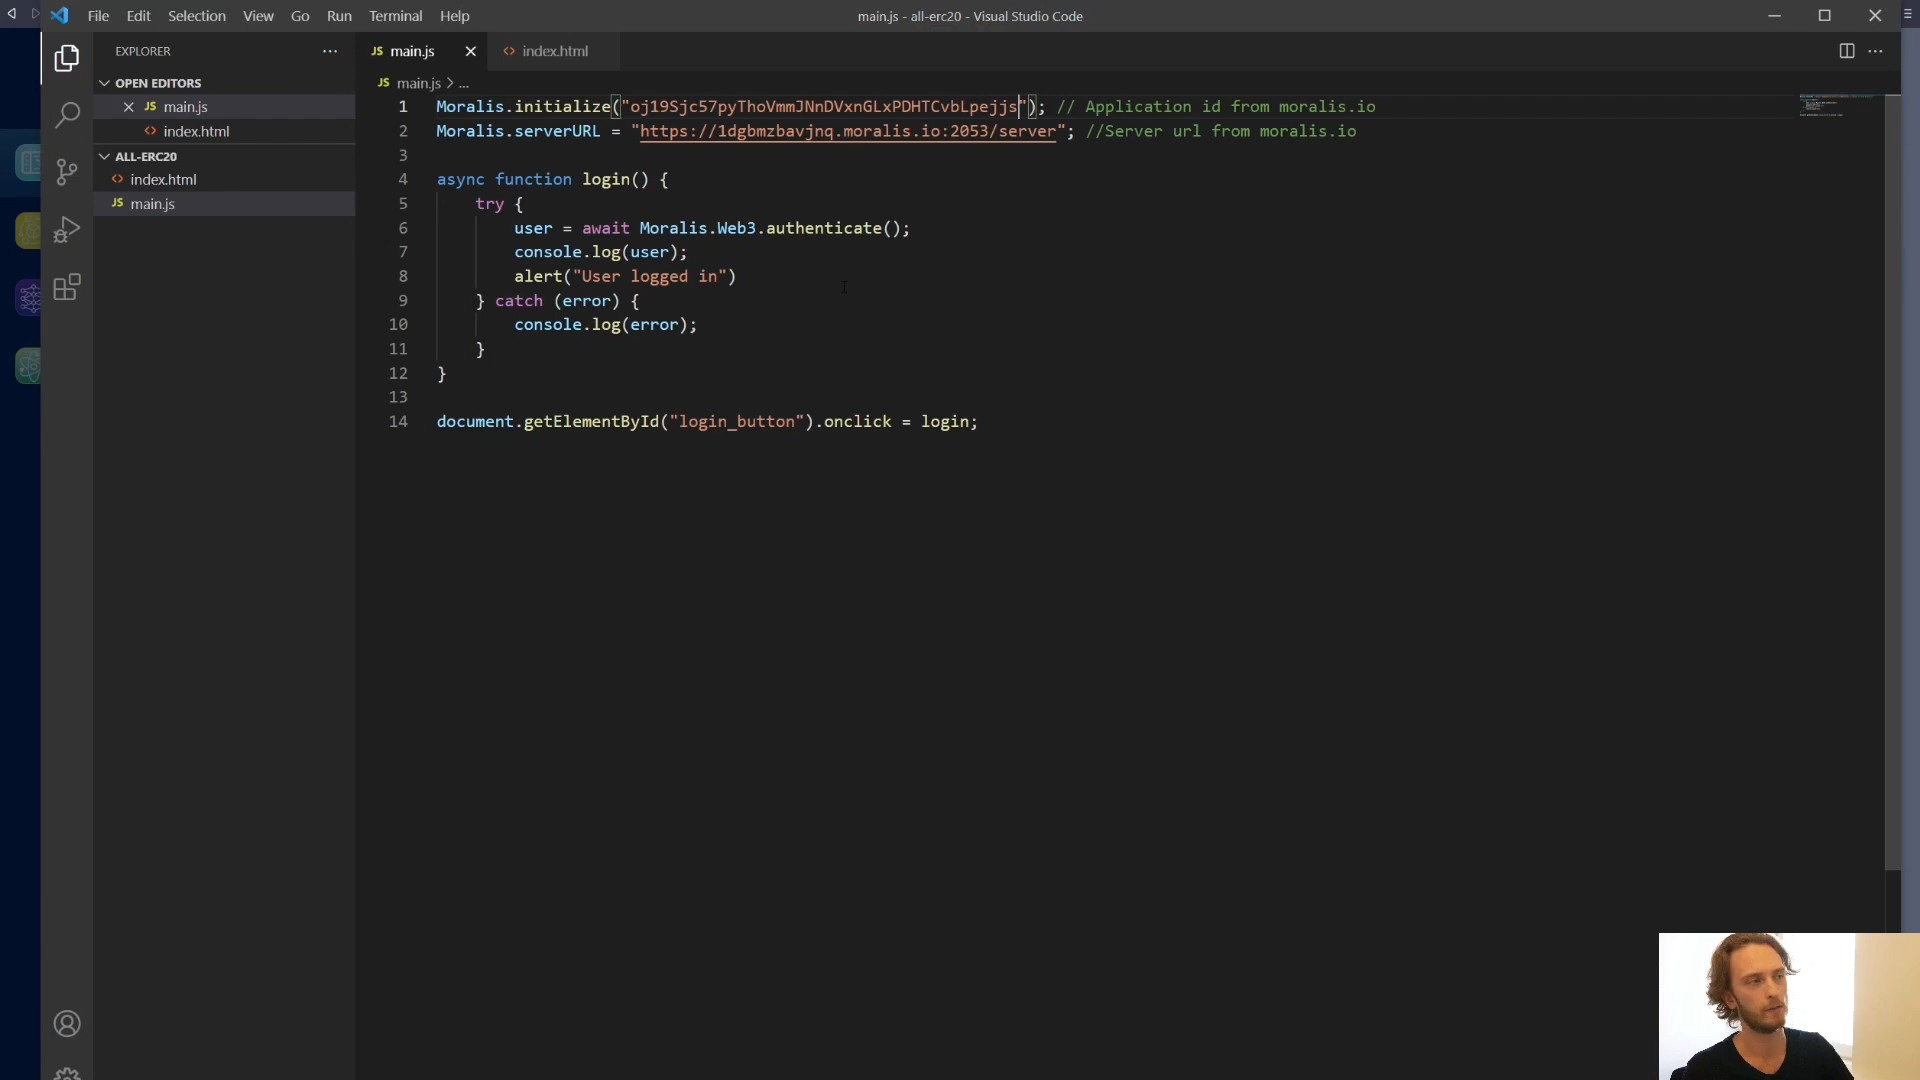 File Edit Selection View Go Run Terminal Help
main.js - all-erc20 - Visual Studio Code
EXPLORER
OPEN EDITORS
JS main.js
<> index.html
ALL-ERC20
<> index.html
JS main.js
JS main.js
<> index.html
JS main.js > ...
1 Moralis.initialize("oj19Sjc57pyThoVmmJNnDVxnGLxPDHTCvbLpejjs"); // Application id from moralis.io
2 Moralis.serverURL = "https://1dgbmzbavjnq.moralis.io:2053/server"; //Server url from moralis.io
3
4 async function login() {
5 try {
6 user = await Moralis.Web3.authenticate();
7 console.log(user);
8 alert("User logged in")
9 } catch (error) {
10 console.log(error);
11 }
12 }
13
14 document.getElementById("login_button").onclick = login;